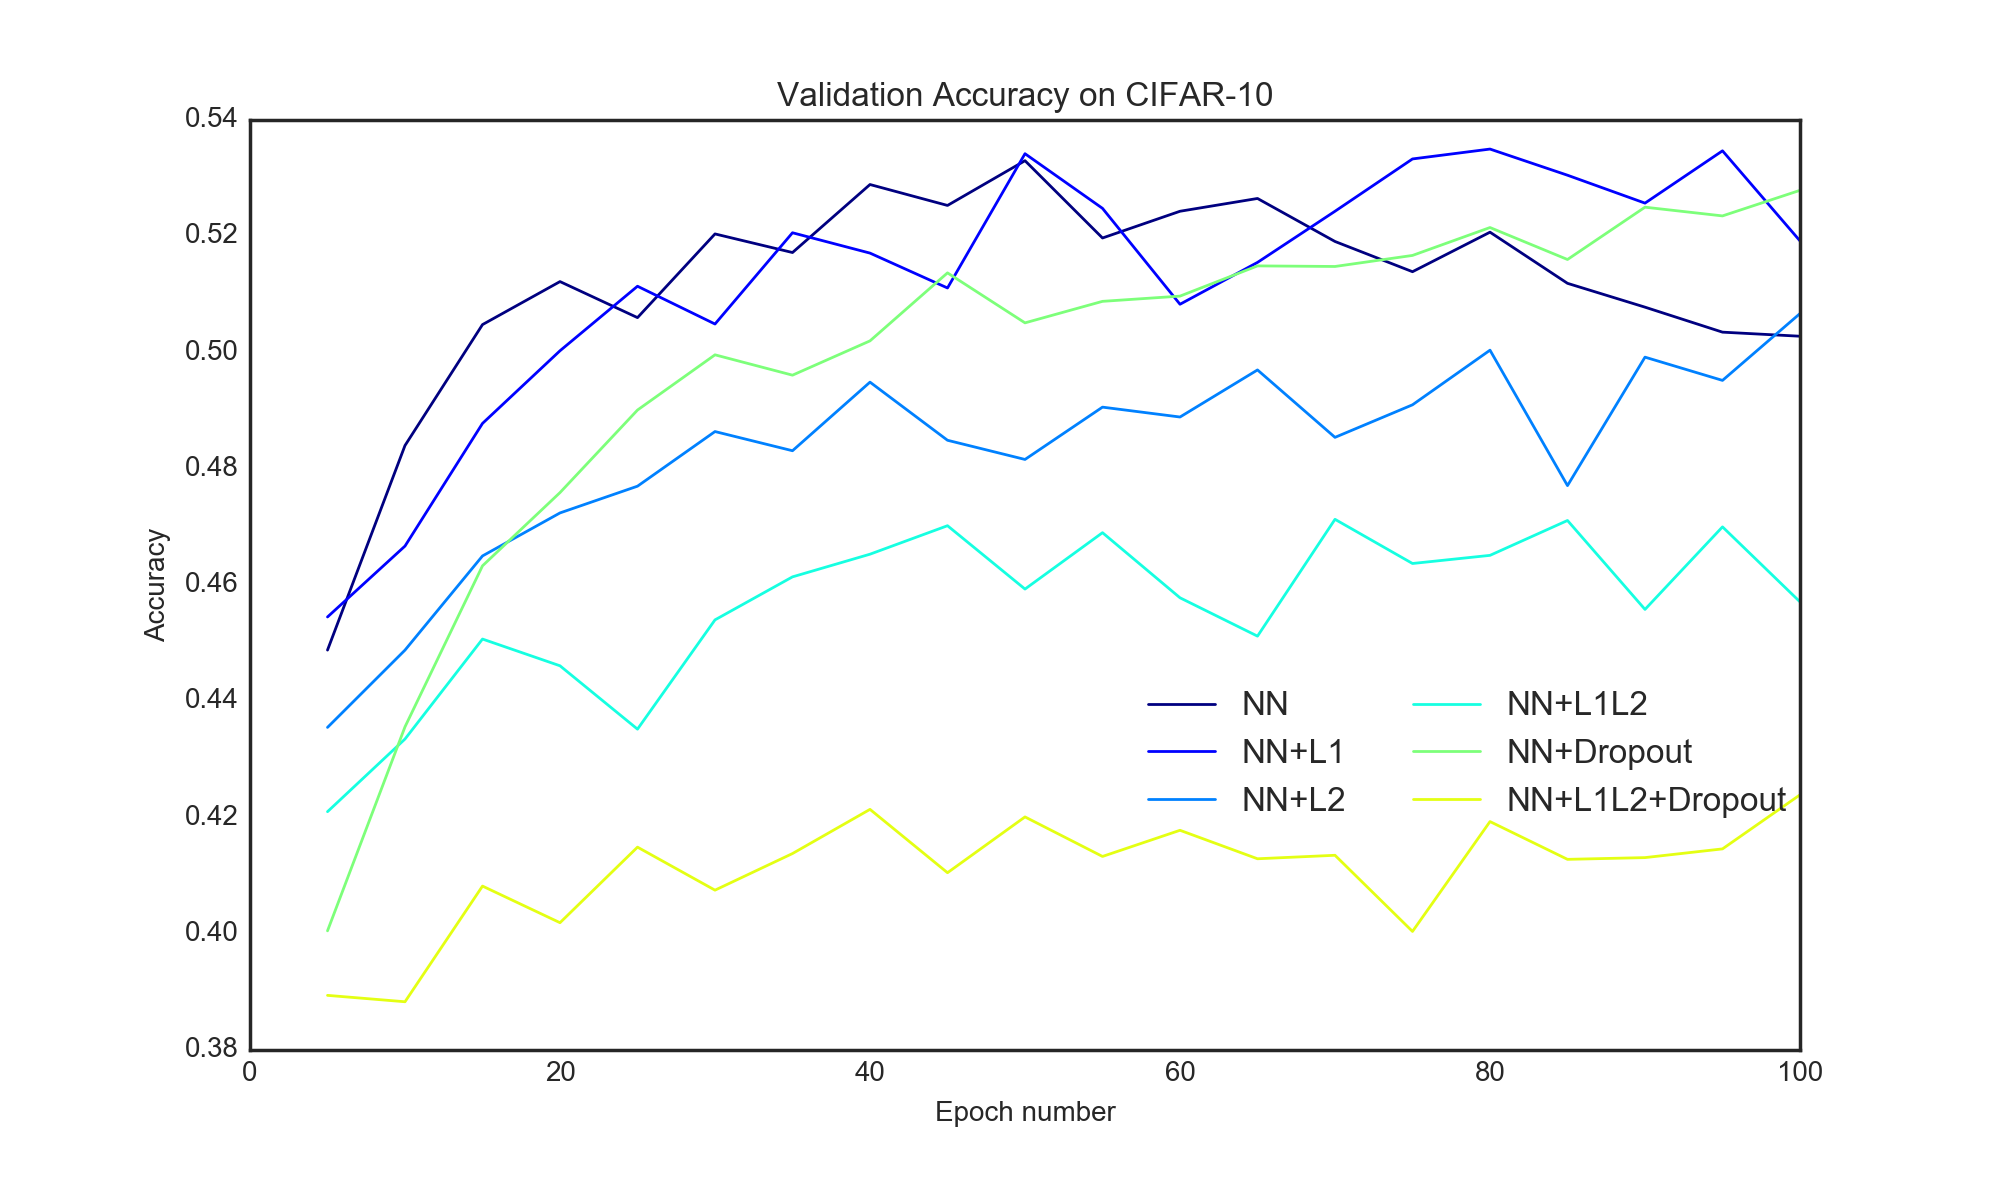 Validation Accuracy on CIFAR-10
0.54
0.52
0.50
0.48
0.46
0.44
0.42
0.40
0.38
Accuracy
NN
NN+L1
NN+L2
NN+L1L2
NN+Dropout
NN+L1L2+Dropout
0 20 40 60 80 100
Epoch number